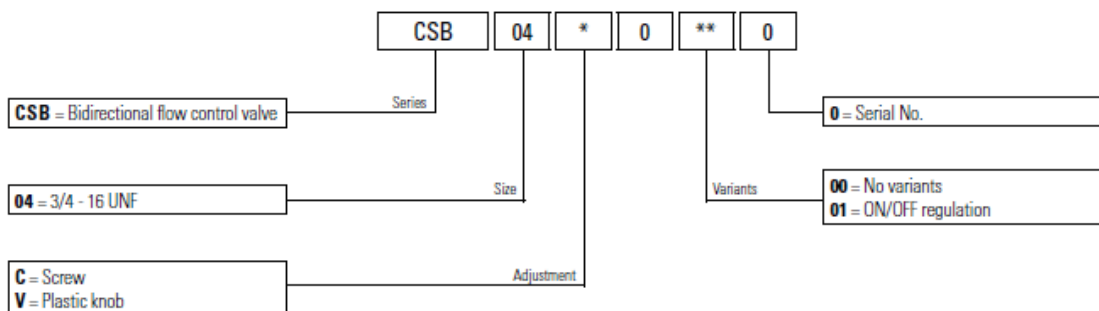 CSB 04 * 0 ** 0
Series
CSB = Bidirectional flow control valve
0 = Serial No.
Size
04 = 3/4 - 16 UNF
Variants
00 = No variants
01 = ON/OFF regulation
Adjustment
C = Screw
V = Plastic knob